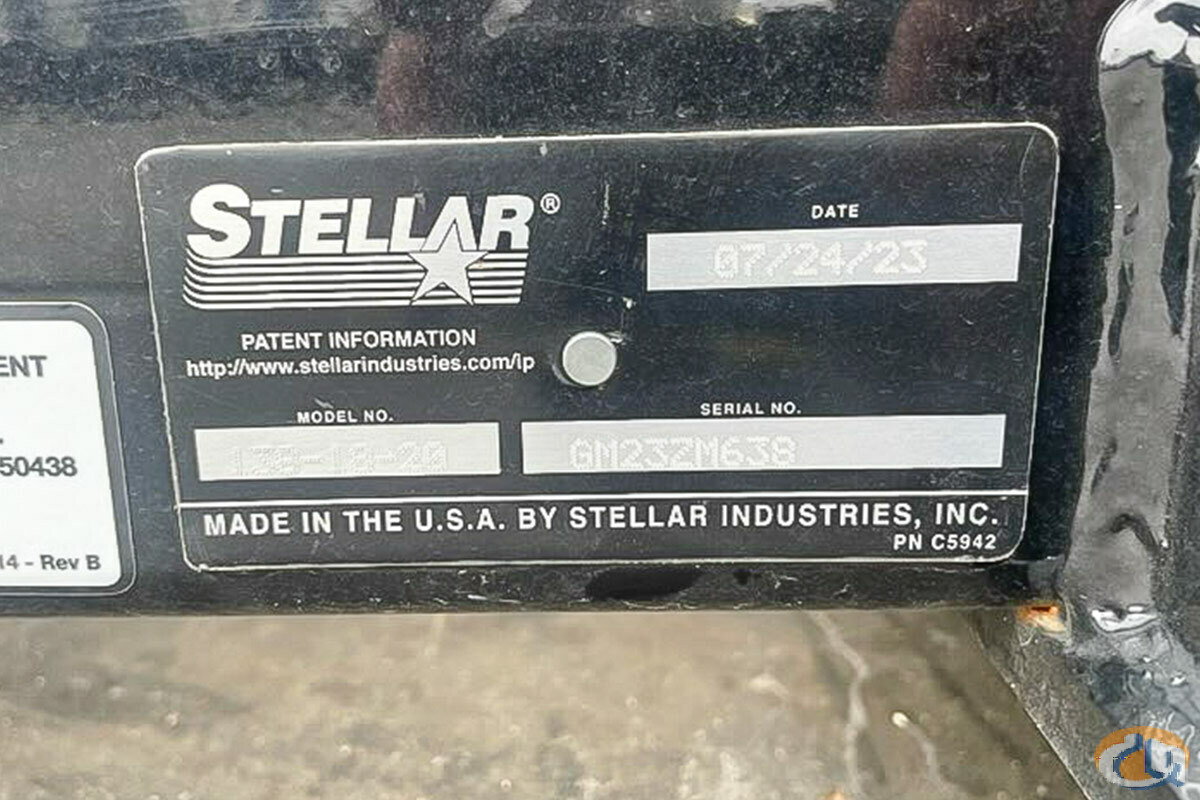 STELLAR®
DATE
07/24/23
PATENT INFORMATION
http://www.stellarindustries.com/ip
MODEL NO.
SERIAL NO.
GM23ZM638
MADE IN THE U.S.A. BY STELLAR INDUSTRIES, INC.
PN C5942
ENT
50438
14 - Rev B